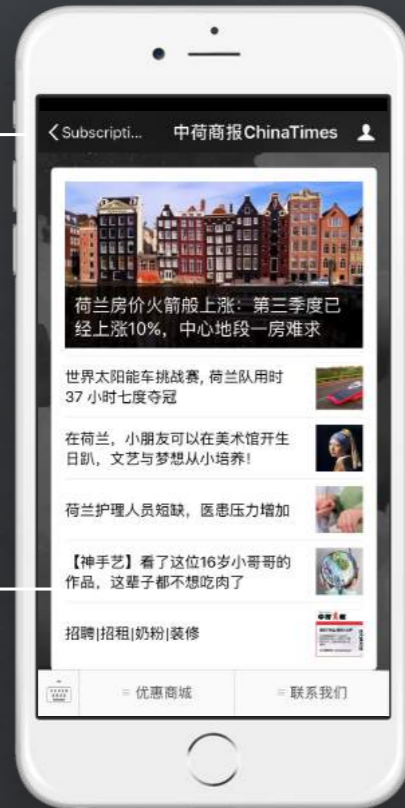 Subscripti... 中荷商报ChinaTimes
荷兰房价火箭般上涨：第三季度已
经上涨10%，中心地段一房难求
世界太阳能车挑战赛, 荷兰队用时
37 小时七度夺冠
在荷兰，小朋友可以在美术馆开生
日趴，文艺与梦想从小培养！
荷兰护理人员短缺，医患压力增加
【神手艺】看了这位16岁小哥哥的
作品，这辈子都不想吃肉了
招聘|招租|奶粉|装修
优惠商城 联系我们